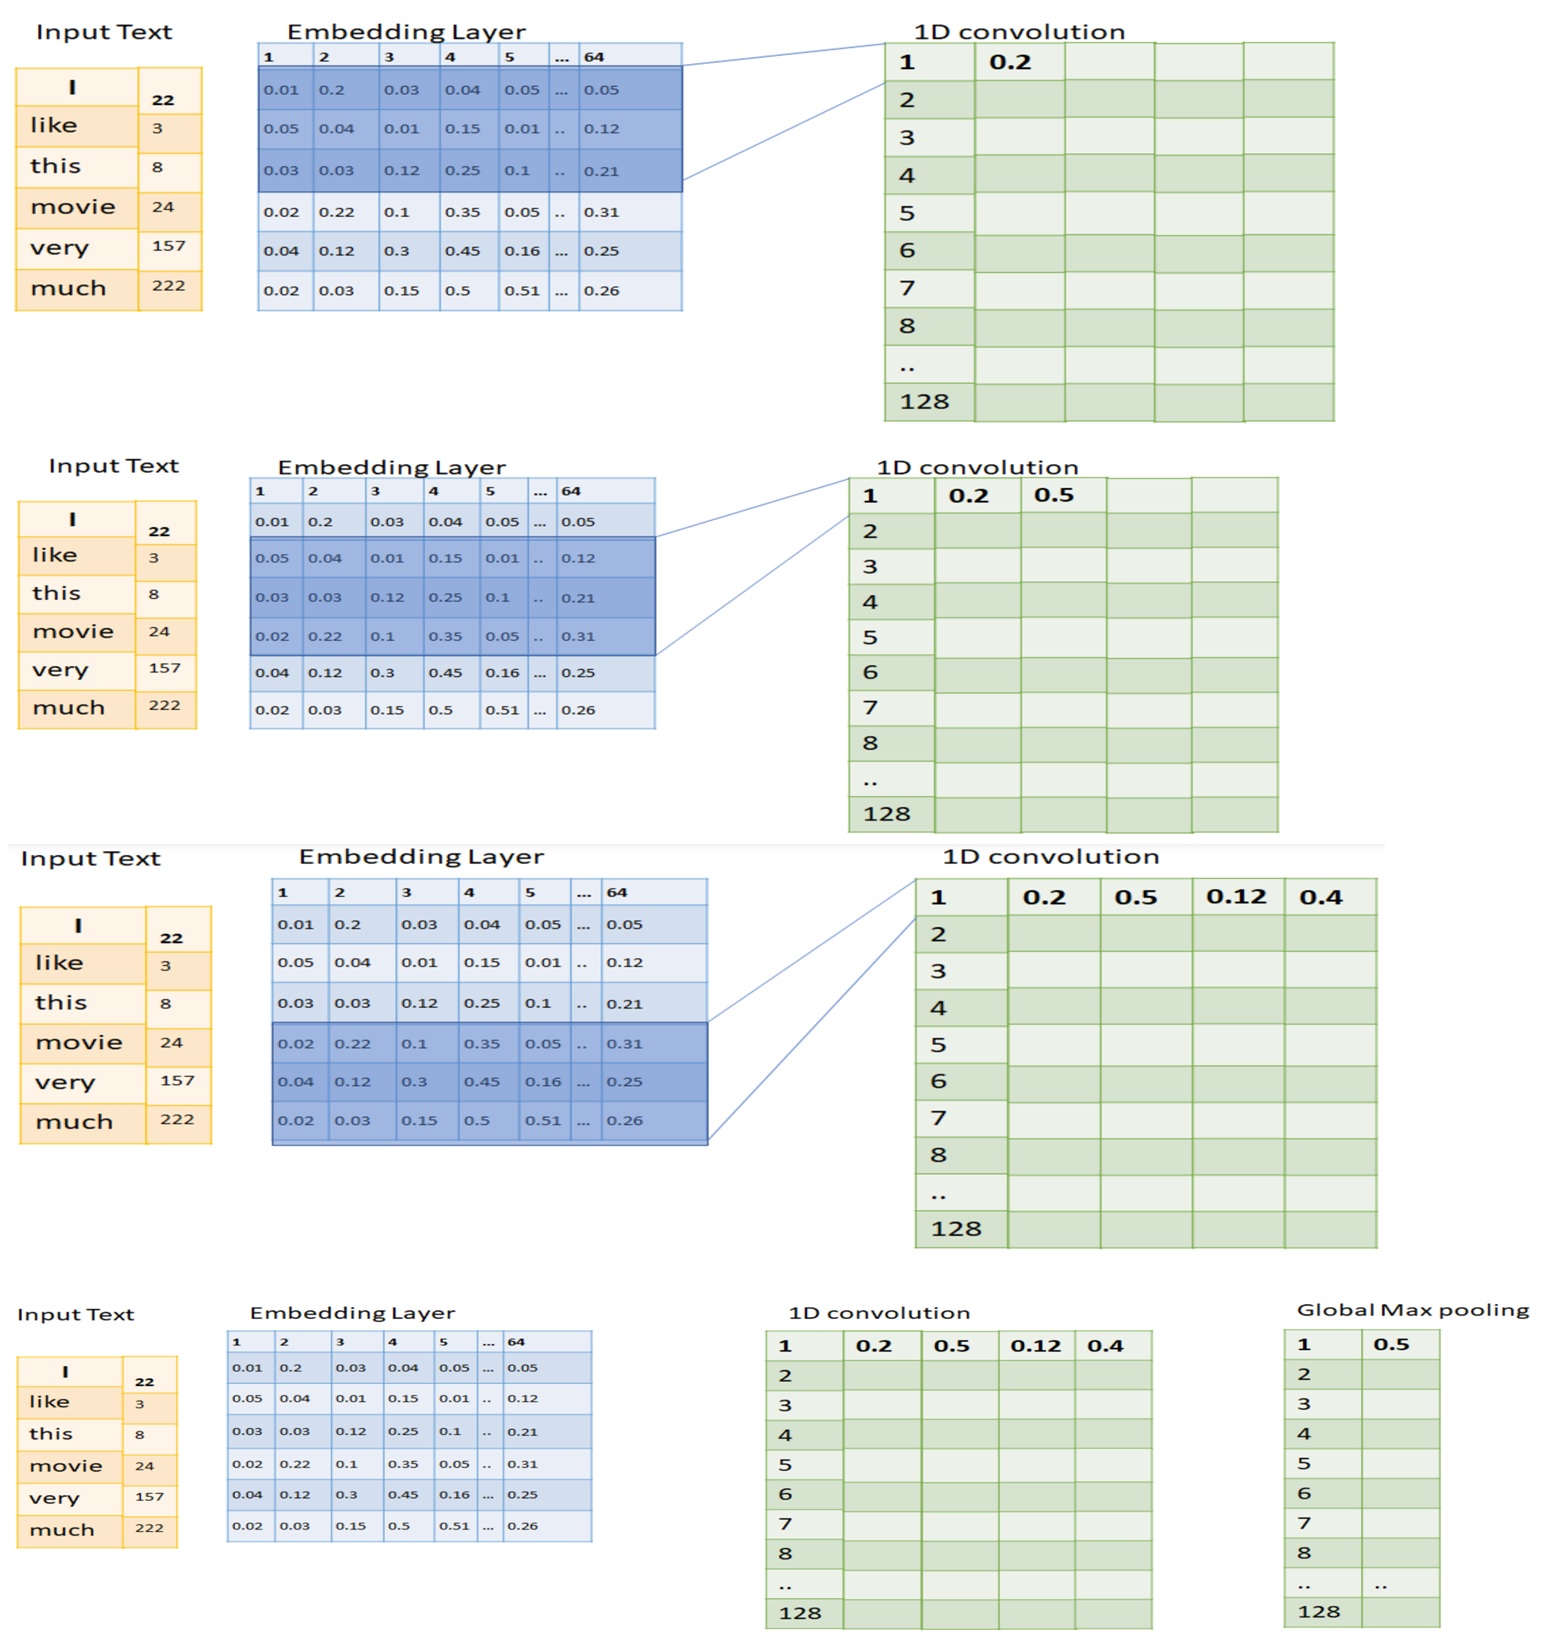 Input Text Embedding Layer 1D convolution
1 2 3 4 5 ... 64
I 22 0.01 0.2 0.03 0.04 0.05 ... 0.05 1 0.2
like 3 0.05 0.04 0.01 0.15 0.01 .. 0.12 2
this 8 0.03 0.03 0.12 0.25 0.1 .. 0.21 3
movie 24 0.02 0.22 0.1 0.35 0.05 .. 0.31 4
very 157 0.04 0.12 0.3 0.45 0.16 ... 0.25 5
much 222 0.02 0.03 0.15 0.5 0.51 ... 0.26 6
7
8
..
128
Input Text Embedding Layer 1D convolution
1 2 3 4 5 ... 64
I 22 0.01 0.2 0.03 0.04 0.05 ... 0.05 1 0.2 0.5
like 3 0.05 0.04 0.01 0.15 0.01 .. 0.12 2
this 8 0.03 0.03 0.12 0.25 0.1 .. 0.21 3
movie 24 0.02 0.22 0.1 0.35 0.05 .. 0.31 4
very 157 0.04 0.12 0.3 0.45 0.16 ... 0.25 5
much 222 0.02 0.03 0.15 0.5 0.51 ... 0.26 6
7
8
..
128
Input Text Embedding Layer 1D convolution
1 2 3 4 5 ... 64
I 22 0.01 0.2 0.03 0.04 0.05 ... 0.05 1 0.2 0.5 0.12 0.4
like 3 0.05 0.04 0.01 0.15 0.01 .. 0.12 2
this 8 0.03 0.03 0.12 0.25 0.1 .. 0.21 3
movie 24 0.02 0.22 0.1 0.35 0.05 .. 0.31 4
very 157 0.04 0.12 0.3 0.45 0.16 ... 0.25 5
much 222 0.02 0.03 0.15 0.5 0.51 ... 0.26 6
7
8
..
128
Input Text Embedding Layer 1D convolution Global Max pooling
1 2 3 4 5 ... 64
I 22 0.01 0.2 0.03 0.04 0.05 ... 0.05 1 0.2 0.5 0.12 0.4 1 0.5
like 3 0.05 0.04 0.01 0.15 0.01 .. 0.12 2 2
this 8 0.03 0.03 0.12 0.25 0.1 .. 0.21 3 3
movie 24 0.02 0.22 0.1 0.35 0.05 .. 0.31 4 4
very 157 0.04 0.12 0.3 0.45 0.16 ... 0.25 5 5
much 222 0.02 0.03 0.15 0.5 0.51 ... 0.26 6 6
7 7
8 8
.. .. ..
128 128